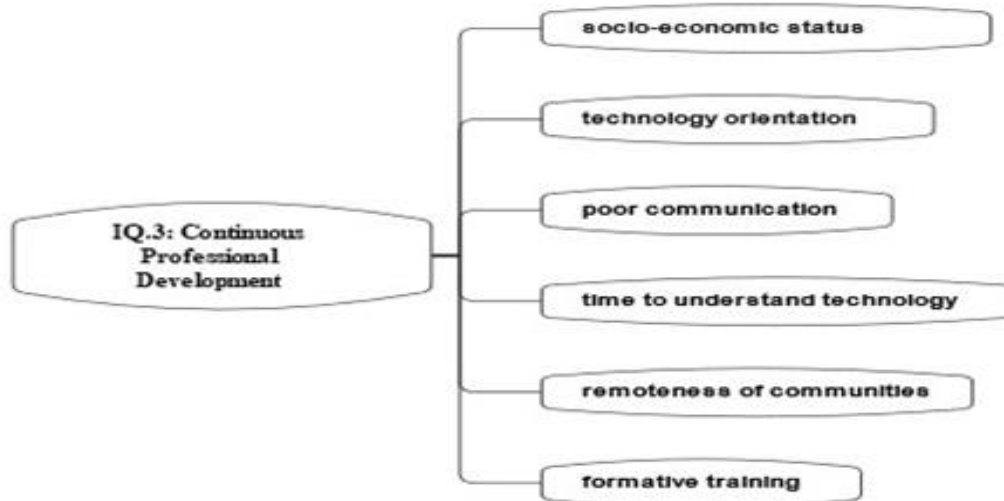 socio-economic status
technology orientation
poor communication
IQ.3: Continuous
Professional
Development
time to understand technology
remoteness of communities
formative training